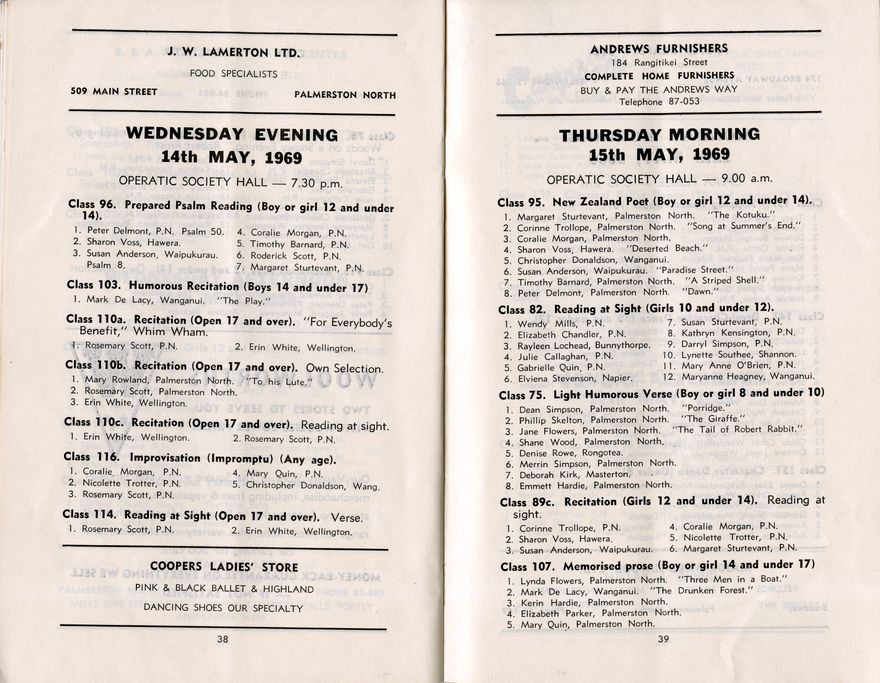 J. W. LAMERTON LTD.
FOOD SPECIALISTS
509 MAIN STREET PALMERSTON NORTH
WEDNESDAY EVENING
14th MAY, 1969
OPERATIC SOCIETY HALL — 7.30 p.m.
Class 96. Prepared Psalm Reading (Boy or girl 12 and under
14).
1. Peter Delmont, P.N. Psalm 50.
2. Sharon Voss, Hawera.
3. Susan Anderson, Waipukurau.
Psalm 8.
4. Coralie Morgan, P.N.
5. Timothy Barnard, P.N.
6. Roderick Scott, P.N.
7. Margaret Sturtevant, P.N.
Class 103. Humorous Recitation (Boys 14 and under 17)
1. Mark De Lacy, Wanganui. "The Play."
Class 110a. Recitation (Open 17 and over). "For Everybody's
Benefit," Whim Wham.
1. Rosemary Scott, P.N. 2. Erin White, Wellington.
Class 110b. Recitation (Open 17 and over). Own Selection.
1. Mary Rowland, Palmerston North. "To his Lute."
2. Rosemary Scott, Palmerston North.
3. Erin White, Wellington.
Class 110c. Recitation (Open 17 and over). Reading at sight.
1. Erin White, Wellington. 2. Rosemary Scott, P.N.
Class 116. Improvisation (Impromptu) (Any age).
1. Coralie Morgan, P.N.
2. Nicolette Trotter, P.N.
3. Rosemary Scott, P.N.
4. Mary Quin, P.N.
5. Christopher Donaldson, Wang.
Class 114. Reading at Sight (Open 17 and over). Verse.
1. Rosemary Scott, P.N. 2. Erin White, Wellington.
COOPERS LADIES' STORE
PINK & BLACK BALLET & HIGHLAND
DANCING SHOES OUR SPECIALTY
38
ANDREWS FURNISHERS
184 Rangitikei Street
COMPLETE HOME FURNISHERS
BUY & PAY THE ANDREWS WAY
Telephone 87-053
THURSDAY MORNING
15th MAY, 1969
OPERATIC SOCIETY HALL — 9.00 a.m.
Class 95. New Zealand Poet (Boy or girl 12 and under 14).
1. Margaret Sturtevant, Palmerston North. "The Kotuku."
2. Corinne Trollope, Palmerston North. "Song at Summer's End."
3. Coralie Morgan, Palmerston North.
4. Sharon Voss, Hawera. "Deserted Beach."
5. Christopher Donaldson, Wanganui.
6. Susan Anderson, Waipukurau. "Paradise Street."
7. Timothy Barnard, Palmerston North. "A Striped Shell."
8. Peter Delmont, Palmerston North. "Dawn."
Class 82. Reading at Sight (Girls 10 and under 12).
1. Wendy Mills, P.N.
2. Elizabeth Chandler, P.N.
3. Rayleen Lochead, Bunnythorpe.
4. Julie Callaghan, P.N.
5. Gabrielle Quin, P.N.
6. Elviena Stevenson, Napier.
7. Susan Sturtevant, P.N.
8. Kathryn Kensington, P.N.
9. Darryl Simpson, P.N.
10. Lynette Southee, Shannon.
11. Mary Anne O'Brien, P.N.
12. Maryanne Heagney, Wanganui.
Class 75. Light Humorous Verse (Boy or girl 8 and under 10)
1. Dean Simpson, Palmerston North. "Porridge."
2. Phillip Skelton, Palmerston North. "The Giraffe."
3. Jane Flowers, Palmerston North. "The Tail of Robert Rabbit."
4. Shane Wood, Palmerston North.
5. Denise Rowe, Rongotea.
6. Merrin Simpson, Palmerston North.
7. Deborah Kirk, Masterton.
8. Emmett Hardie, Palmerston North.
Class 89c. Recitation (Girls 12 and under 14). Reading at
sight.
1. Corinne Trollope, P.N.
2. Sharon Voss, Hawera.
3. Susan Anderson, Waipukurau.
4. Coralie Morgan, P.N.
5. Nicolette Trotter, P.N.
6. Margaret Sturtevant, P.N.
Class 107. Memorised prose (Boy or girl 14 and under 17)
1. Lynda Flowers, Palmerston North. "Three Men in a Boat."
2. Mark De Lacy, Wanganui. "The Drunken Forest."
3. Kerin Hardie, Palmerston North.
4. Elizabeth Parker, Palmerston North.
5. Mary Quin, Palmerston North.
39